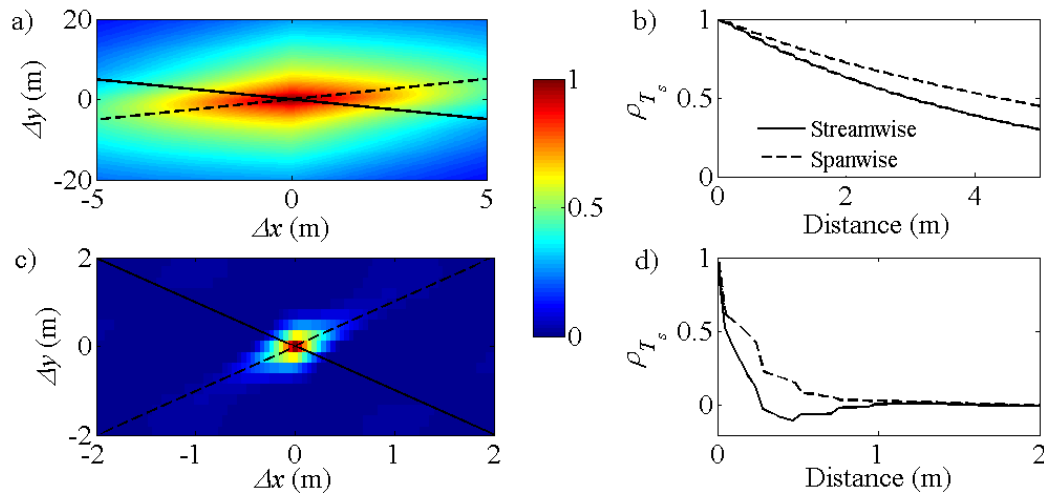 a)
20
0
-20
Δy (m)
-5
0
5
Δx (m)
1
0.5
0
b)
1
0.5
0
ρTs
Streamwise
Spanwise
0
2
4
Distance (m)
c)
2
0
-2
Δy (m)
-2
-1
0
1
2
Δx (m)
d)
1
0.5
0
ρTs
0
1
2
Distance (m)